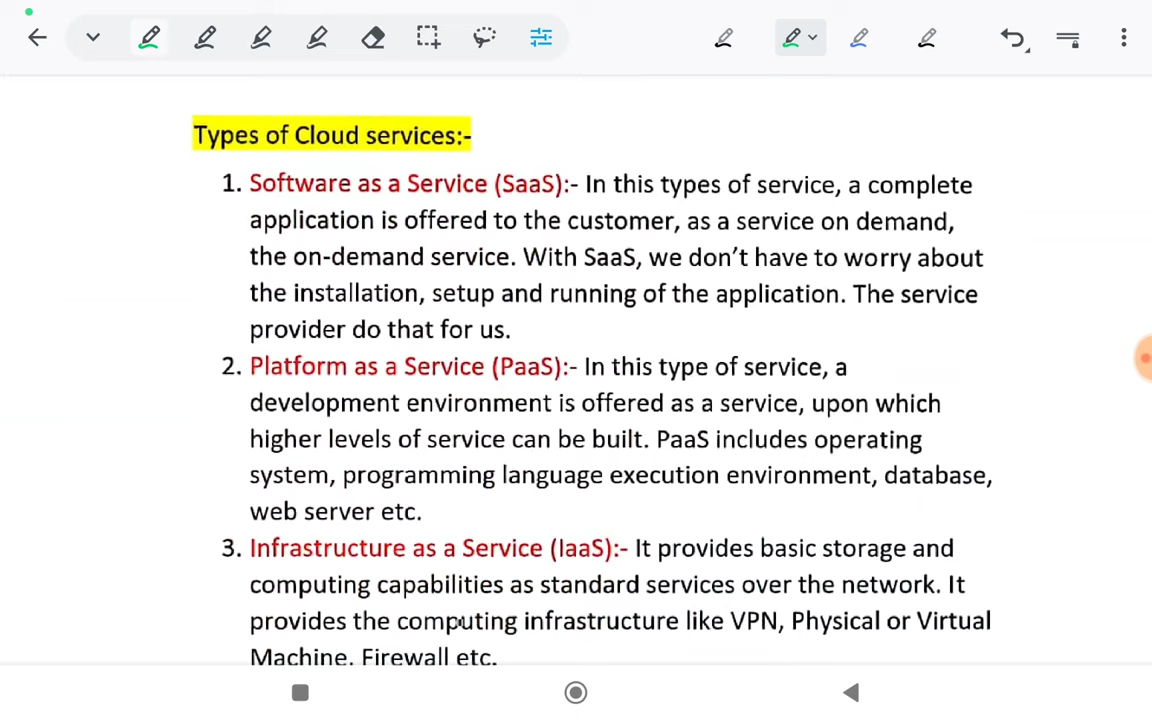 Types of Cloud services:-
1. Software as a Service (SaaS):- In this types of service, a complete
application is offered to the customer, as a service on demand,
the on-demand service. With SaaS, we don’t have to worry about
the installation, setup and running of the application. The service
provider do that for us.
2. Platform as a Service (PaaS):- In this type of service, a
development environment is offered as a service, upon which
higher levels of service can be built. PaaS includes operating
system, programming language execution environment, database,
web server etc.
3. Infrastructure as a Service (IaaS):- It provides basic storage and
computing capabilities as standard services over the network. It
provides the computing infrastructure like VPN, Physical or Virtual
Machine, Firewall etc.